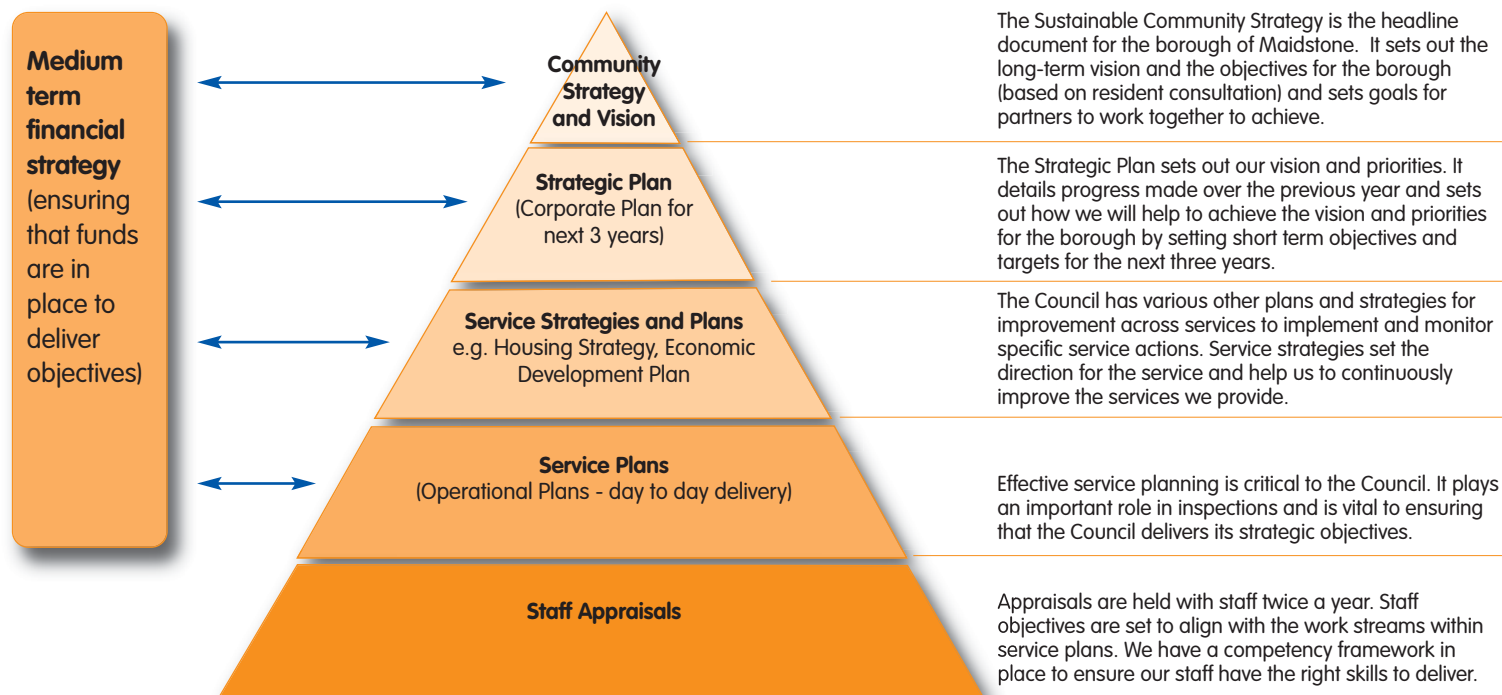 Medium
term
financial
strategy
(ensuring
that funds
are in
place to
deliver
objectives)
Community
Strategy
and Vision
The Sustainable Community Strategy is the headline
document for the borough of Maidstone.  It sets out the
long-term vision and the objectives for the borough
(based on resident consultation) and sets goals for
partners to work together to achieve.
Strategic Plan
(Corporate Plan for
next 3 years)
The Strategic Plan sets out our vision and priorities. It
details progress made over the previous year and sets
out how we will help to achieve the vision and priorities
for the borough by setting short term objectives and
targets for the next three years.
Service Strategies and Plans
e.g. Housing Strategy, Economic
Development Plan
The Council has various other plans and strategies for
improvement across services to implement and monitor
specific service actions. Service strategies set the
direction for the service and help us to continuously
improve the services we provide.
Service Plans
(Operational Plans - day to day delivery)
Effective service planning is critical to the Council. It plays
an important role in inspections and is vital to ensuring
that the Council delivers its strategic objectives.
Staff Appraisals
Appraisals are held with staff twice a year. Staff
objectives are set to align with the work streams within
service plans. We have a competency framework in
place to ensure our staff have the right skills to deliver.